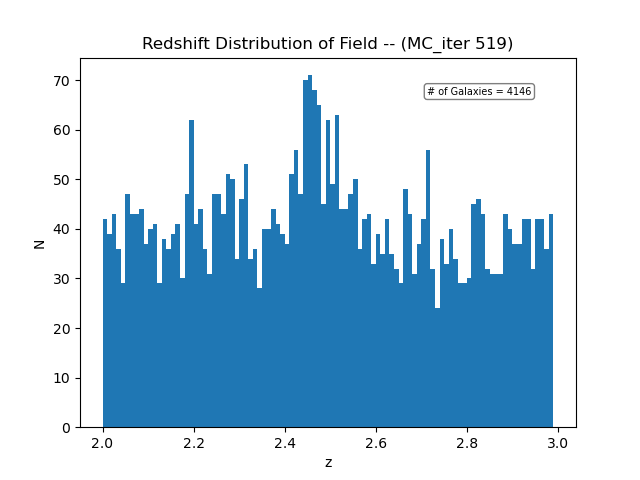 Redshift Distribution of Field -- (MC_iter 519)
# of Galaxies = 4146
70
60
50
40
30
20
10
0
N
2.0 2.2 2.4 2.6 2.8 3.0
z